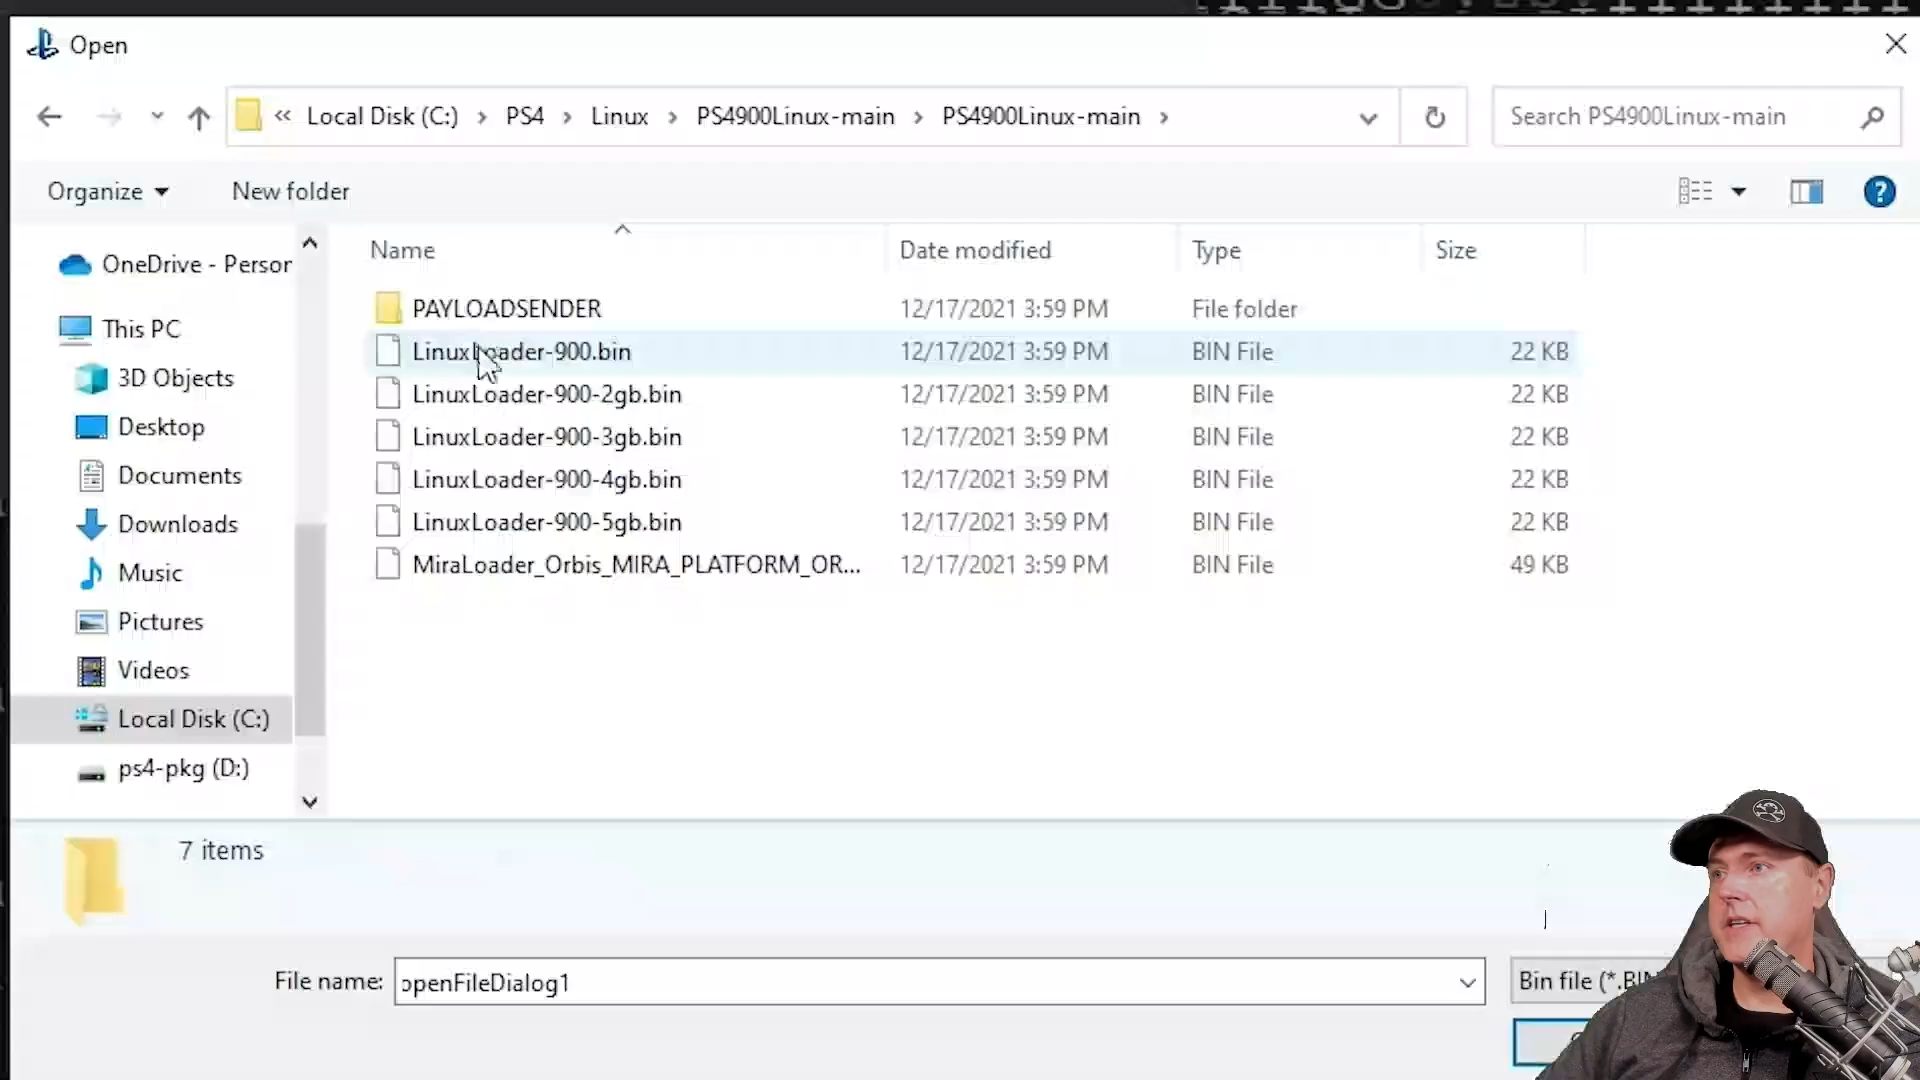 Open
« Local Disk (C:) › PS4 › Linux › PS4900Linux-main › PS4900Linux-main ›
Search PS4900Linux-main
Organize
New folder
Name Date modified Type Size
OneDrive - Person
This PC
3D Objects
Desktop
Documents
Downloads
Music
Pictures
Videos
Local Disk (C:)
ps4-pkg (D:)
PAYLOADSENDER 12/17/2021 3:59 PM File folder
LinuxLoader-900.bin 12/17/2021 3:59 PM BIN File 22 KB
LinuxLoader-900-2gb.bin 12/17/2021 3:59 PM BIN File 22 KB
LinuxLoader-900-3gb.bin 12/17/2021 3:59 PM BIN File 22 KB
LinuxLoader-900-4gb.bin 12/17/2021 3:59 PM BIN File 22 KB
LinuxLoader-900-5gb.bin 12/17/2021 3:59 PM BIN File 22 KB
MiraLoader_Orbis_MIRA_PLATFORM_OR... 12/17/2021 3:59 PM BIN File 49 KB
7 items
File name: openFileDialog1
Bin file (*.BIN